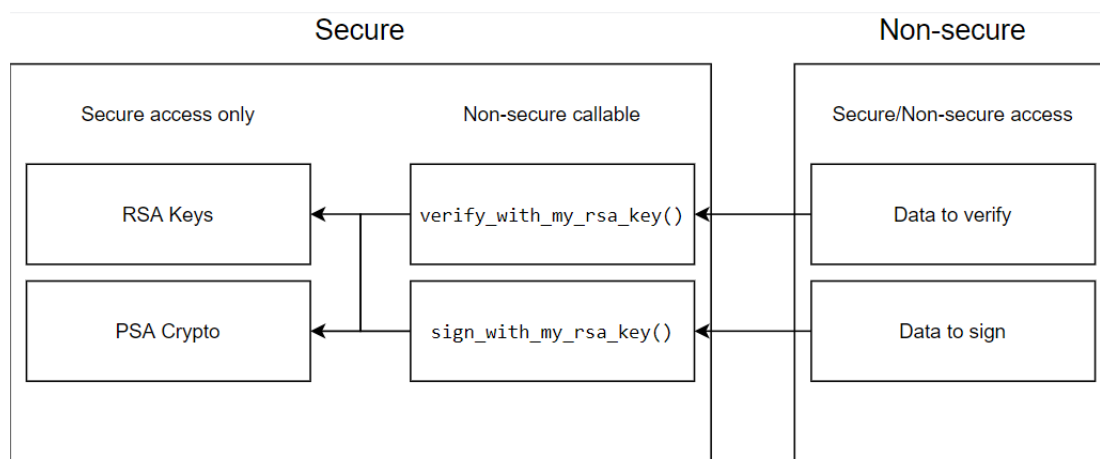 Secure
Non-secure
Secure access only
Non-secure callable
Secure/Non-secure access
RSA Keys
verify_with_my_rsa_key()
Data to verify
PSA Crypto
sign_with_my_rsa_key()
Data to sign